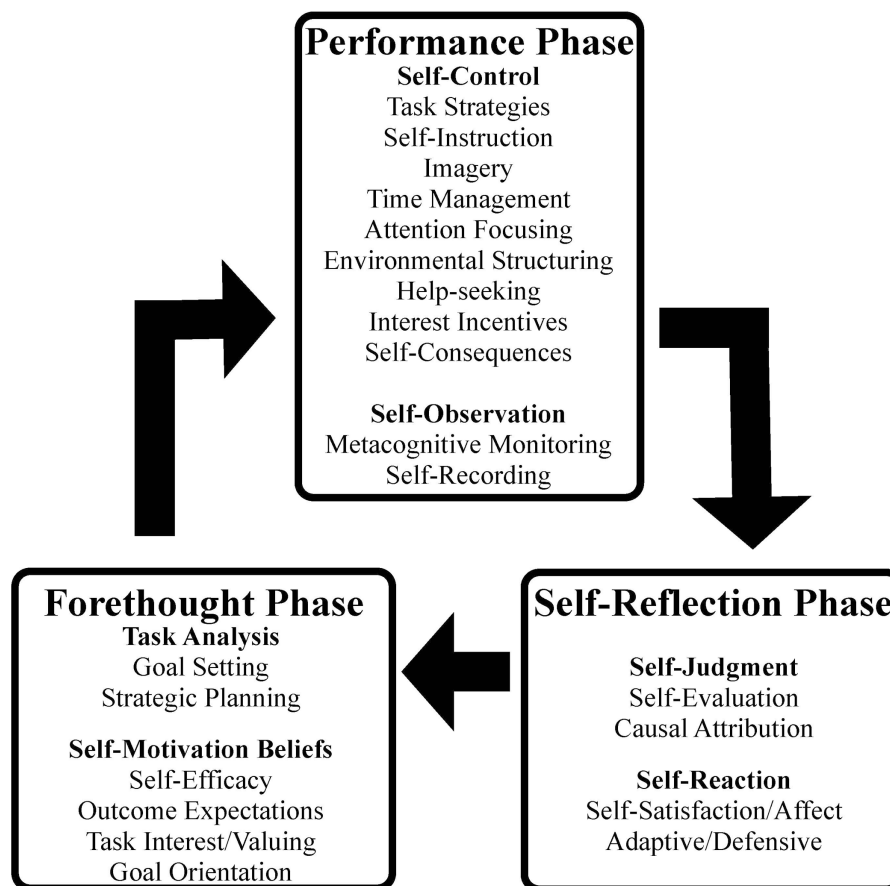 Performance Phase
Self-Control
Task Strategies
Self-Instruction
Imagery
Time Management
Attention Focusing
Environmental Structuring
Help-seeking
Interest Incentives
Self-Consequences
Self-Observation
Metacognitive Monitoring
Self-Recording
Forethought Phase
Task Analysis
Goal Setting
Strategic Planning
Self-Motivation Beliefs
Self-Efficacy
Outcome Expectations
Task Interest/Valuing
Goal Orientation
Self-Reflection Phase
Self-Judgment
Self-Evaluation
Causal Attribution
Self-Reaction
Self-Satisfaction/Affect
Adaptive/Defensive